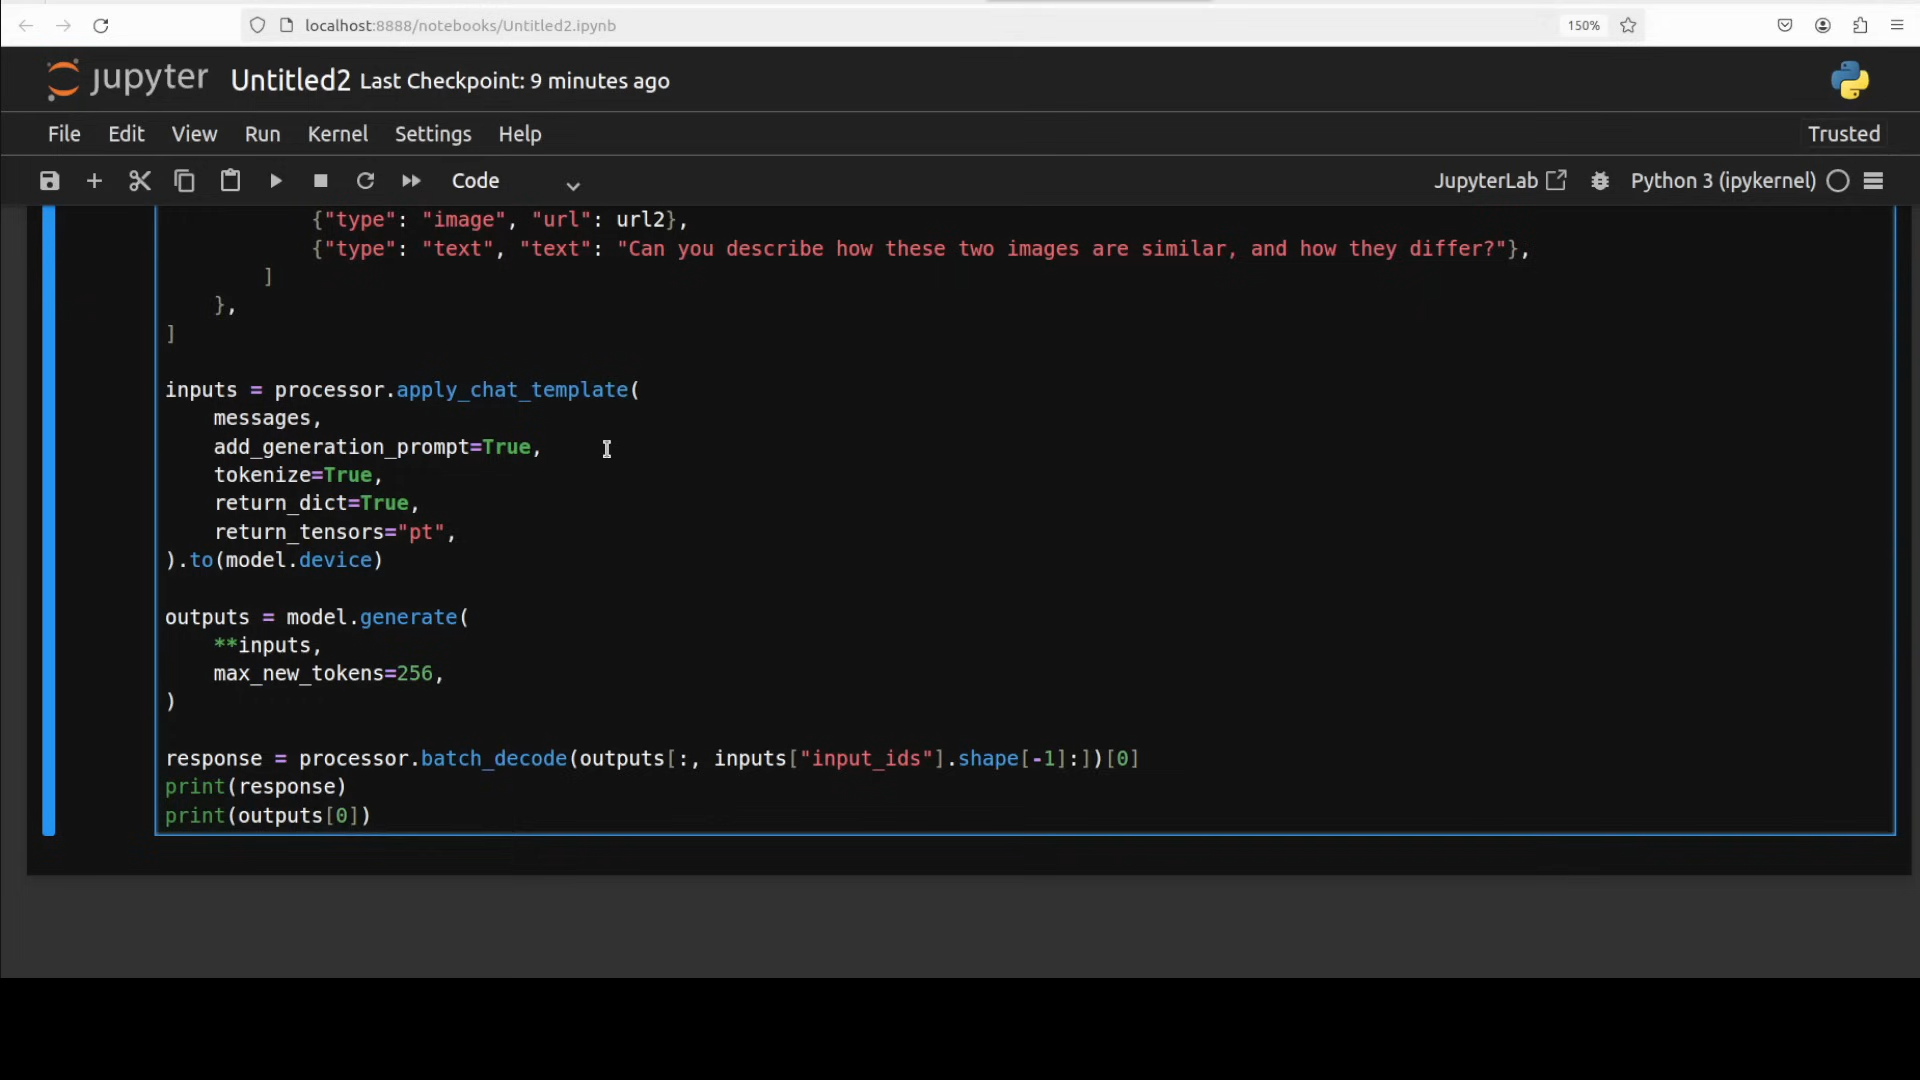 localhost:8888/notebooks/Untitled2.ipynb 150%
jupyter Untitled2 Last Checkpoint: 9 minutes ago
File Edit View Run Kernel Settings Help Trusted
Code JupyterLab Python 3 (ipykernel)
{"type": "image", "url": url2},
{"type": "text", "text": "Can you describe how these two images are similar, and how they differ?"},
]
},
]
inputs = processor.apply_chat_template(
messages,
add_generation_prompt=True,
tokenize=True,
return_dict=True,
return_tensors="pt",
).to(model.device)
outputs = model.generate(
**inputs,
max_new_tokens=256,
)
response = processor.batch_decode(outputs[:, inputs["input_ids"].shape[-1]:])[0]
print(response)
print(outputs[0])